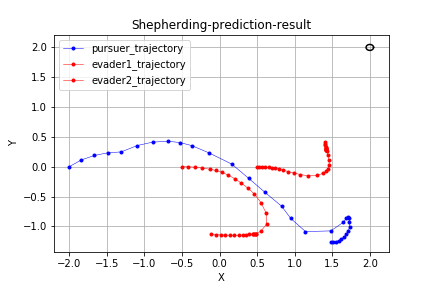 Shepherding-prediction-result
pursuer_trajectory
evader1_trajectory
evader2_trajectory
2.0
1.5
1.0
0.5
0.0
−0.5
−1.0
Y
−2.0 −1.5 −1.0 −0.5 0.0 0.5 1.0 1.5 2.0
X